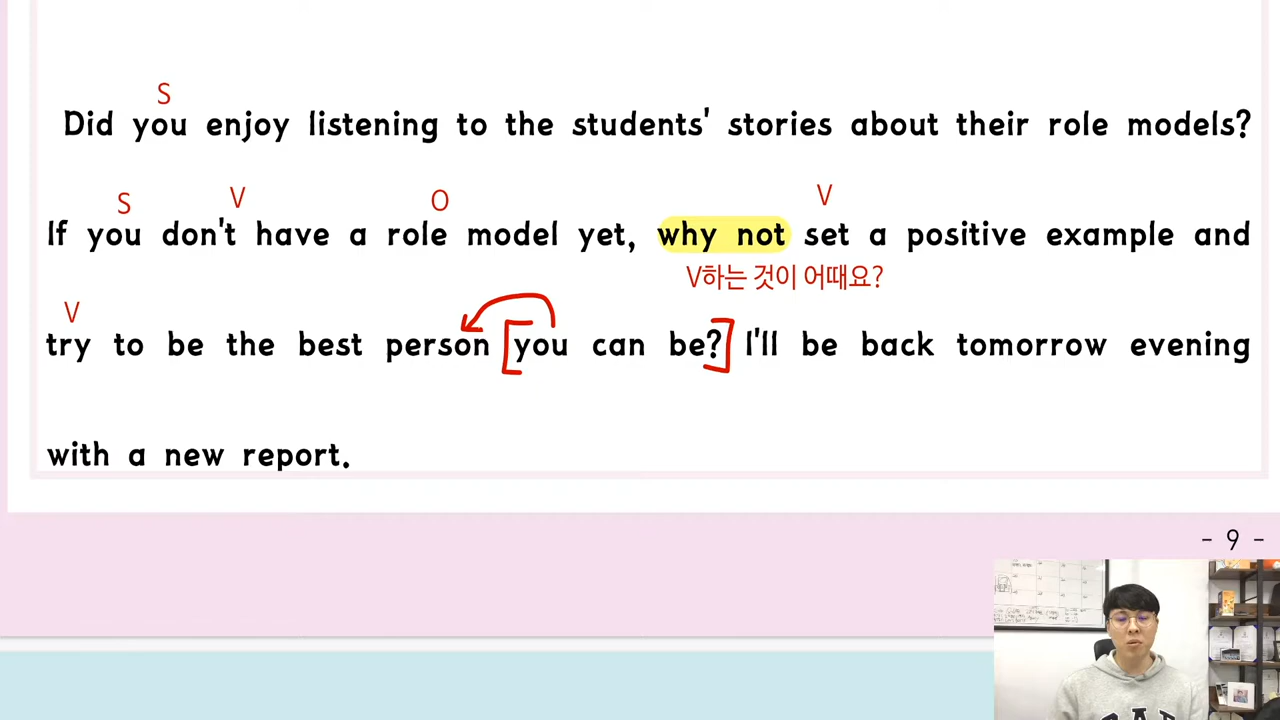 S
Did you enjoy listening to the students' stories about their role models?
S V O V
If you don't have a role model yet, why not set a positive example and
V하는 것이 어때요?
V
try to be the best person [you can be?] I'll be back tomorrow evening
with a new report.
- 9 -